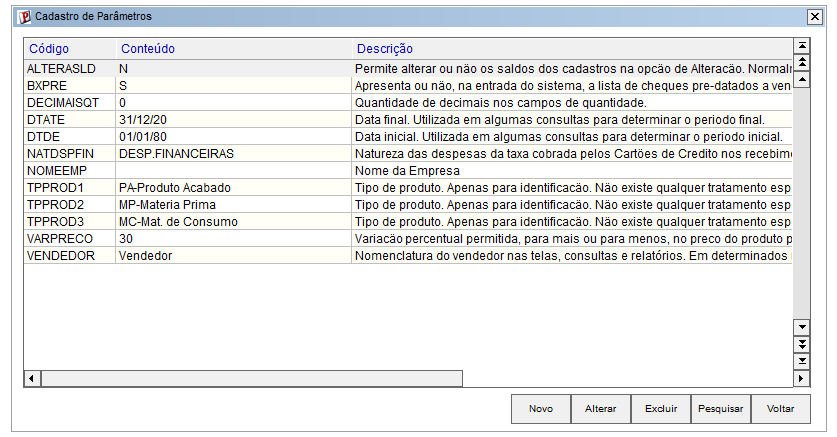 Cadastro de Parâmetros
Código Conteúdo Descrição
ALTERASLD N Permite alterar ou não os saldos dos cadastros na opcão de Alteracão. Normalr
BXPRE S Apresenta ou não, na entrada do sistema, a lista de cheques pre-datados a ven
DECIMAISQT 0 Quantidade de decimais nos campos de quantidade.
DTATE 31/12/20 Data final. Utilizada em algumas consultas para determinar o periodo final.
DTDE 01/01/80 Data inicial. Utilizada em algumas consultas para determinar o periodo inicial.
NATDSPFIN DESP.FINANCEIRAS Natureza das despesas da taxa cobrada pelos Cartões de Credito nos recebim
NOMEEMP Nome da Empresa
TPPROD1 PA-Produto Acabado Tipo de produto. Apenas para identificacão. Não existe qualquer tratamento esp
TPPROD2 MP-Materia Prima Tipo de produto. Apenas para identificacão. Não existe qualquer tratamento esp
TPPROD3 MC-Mat. de Consumo Tipo de produto. Apenas para identificacão. Não existe qualquer tratamento esp
VARPRECO 30 Variacão percentual permitida, para mais ou para menos, no preco do produto p
VENDEDOR Vendedor Nomenclatura do vendedor nas telas, consultas e relatórios. Em determinados
Novo Alterar Excluir Pesquisar Voltar